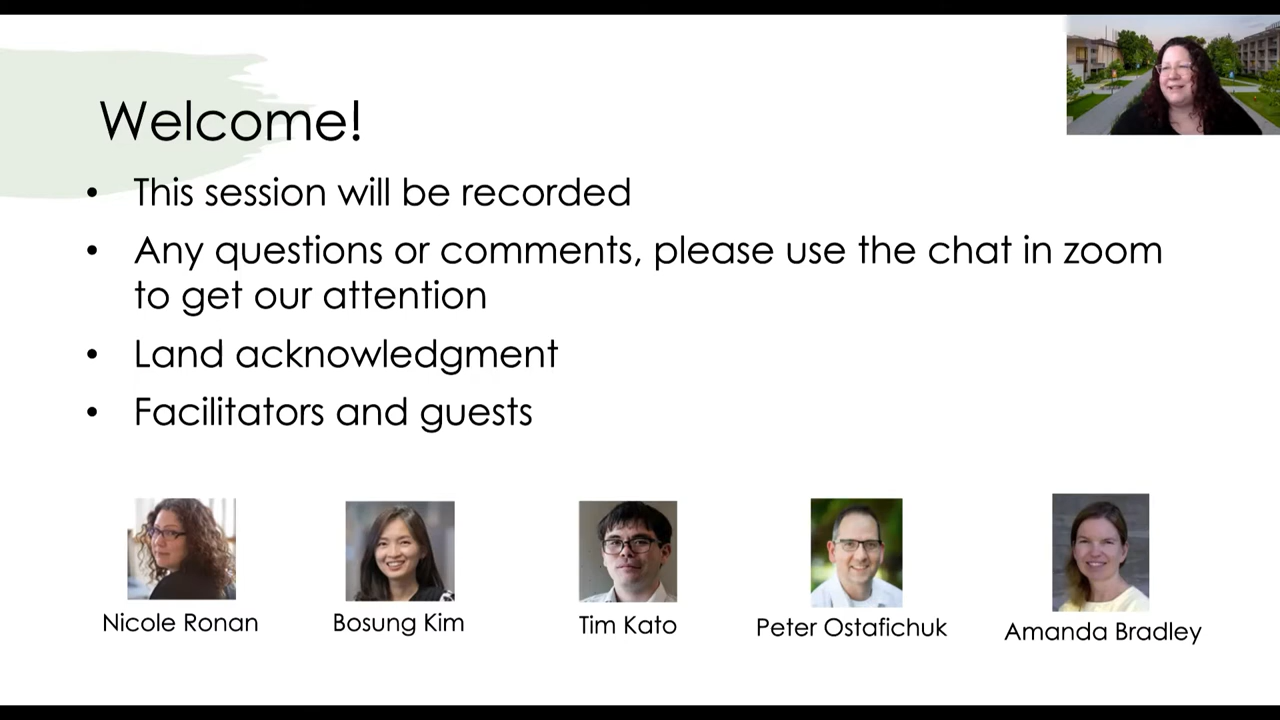 Welcome!
• This session will be recorded
• Any questions or comments, please use the chat in zoom
to get our attention
• Land acknowledgment
• Facilitators and guests
Nicole Ronan
Bosung Kim
Tim Kato
Peter Ostafichuk
Amanda Bradley